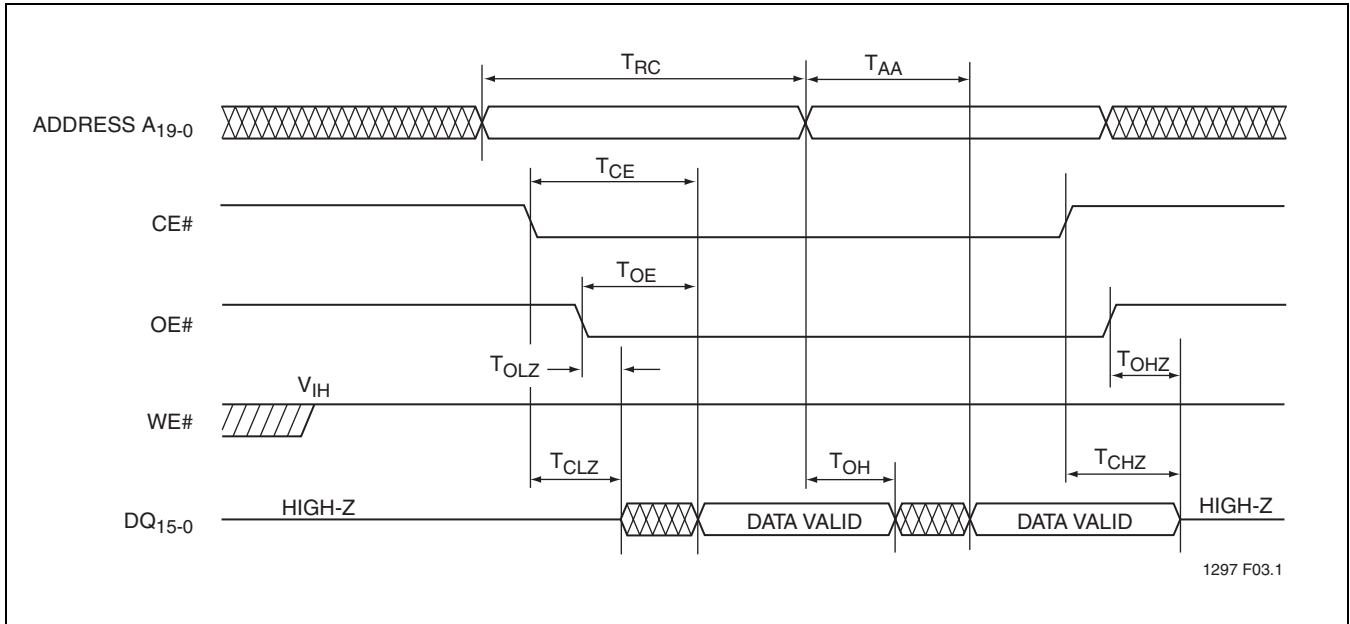 TRC
TAA
ADDRESS A19-0
TCE
CE#
TOE
OE#
TOLZ
TOHZ
VIH
WE#
TCLZ
TOH
TCHZ
HIGH-Z
HIGH-Z
DQ15-0
DATA VALID
DATA VALID
1297 F03.1